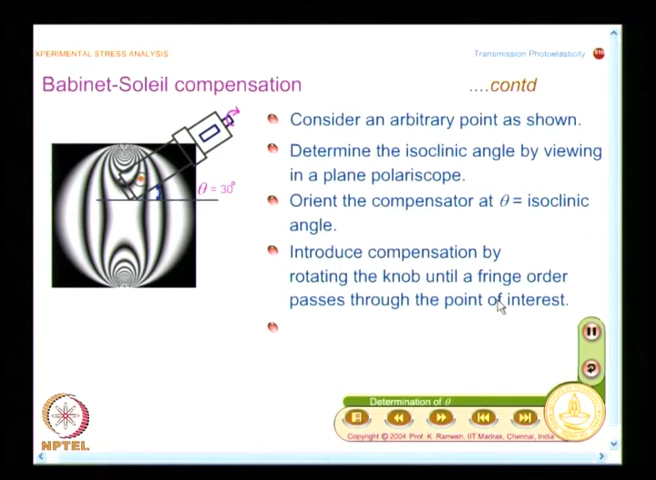 XPERIMENTAL STRESS ANALYSIS
Transmission Photoelasticity
Babinet-Soleil compensation
....contd
Consider an arbitrary point as shown.
Determine the isoclinic angle by viewing
in a plane polariscope.
Orient the compensator at θ = isoclinic
angle.
Introduce compensation by
rotating the knob until a fringe order
passes through the point of interest.
θ = 30°
Determination of θ
Copyright © 2004 Prof. K. Ramesh, IIT Madras, Chennai, India
NPTEL